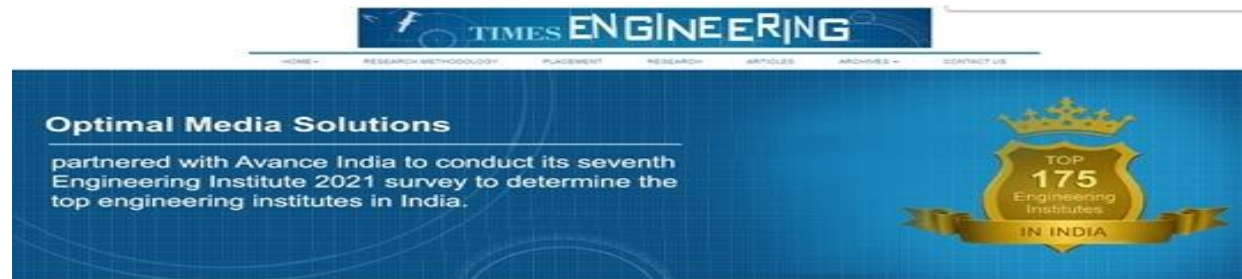 TIMES ENGINEERING
HOME RESEARCH METHODOLOGY PLACEMENT RESEARCH ARTICLES ARCHIVES CONTACT US
Optimal Media Solutions
partnered with Avance India to conduct its seventh
Engineering Institute 2021 survey to determine the
top engineering institutes in India.
TOP
175
Engineering
Institutes
IN INDIA